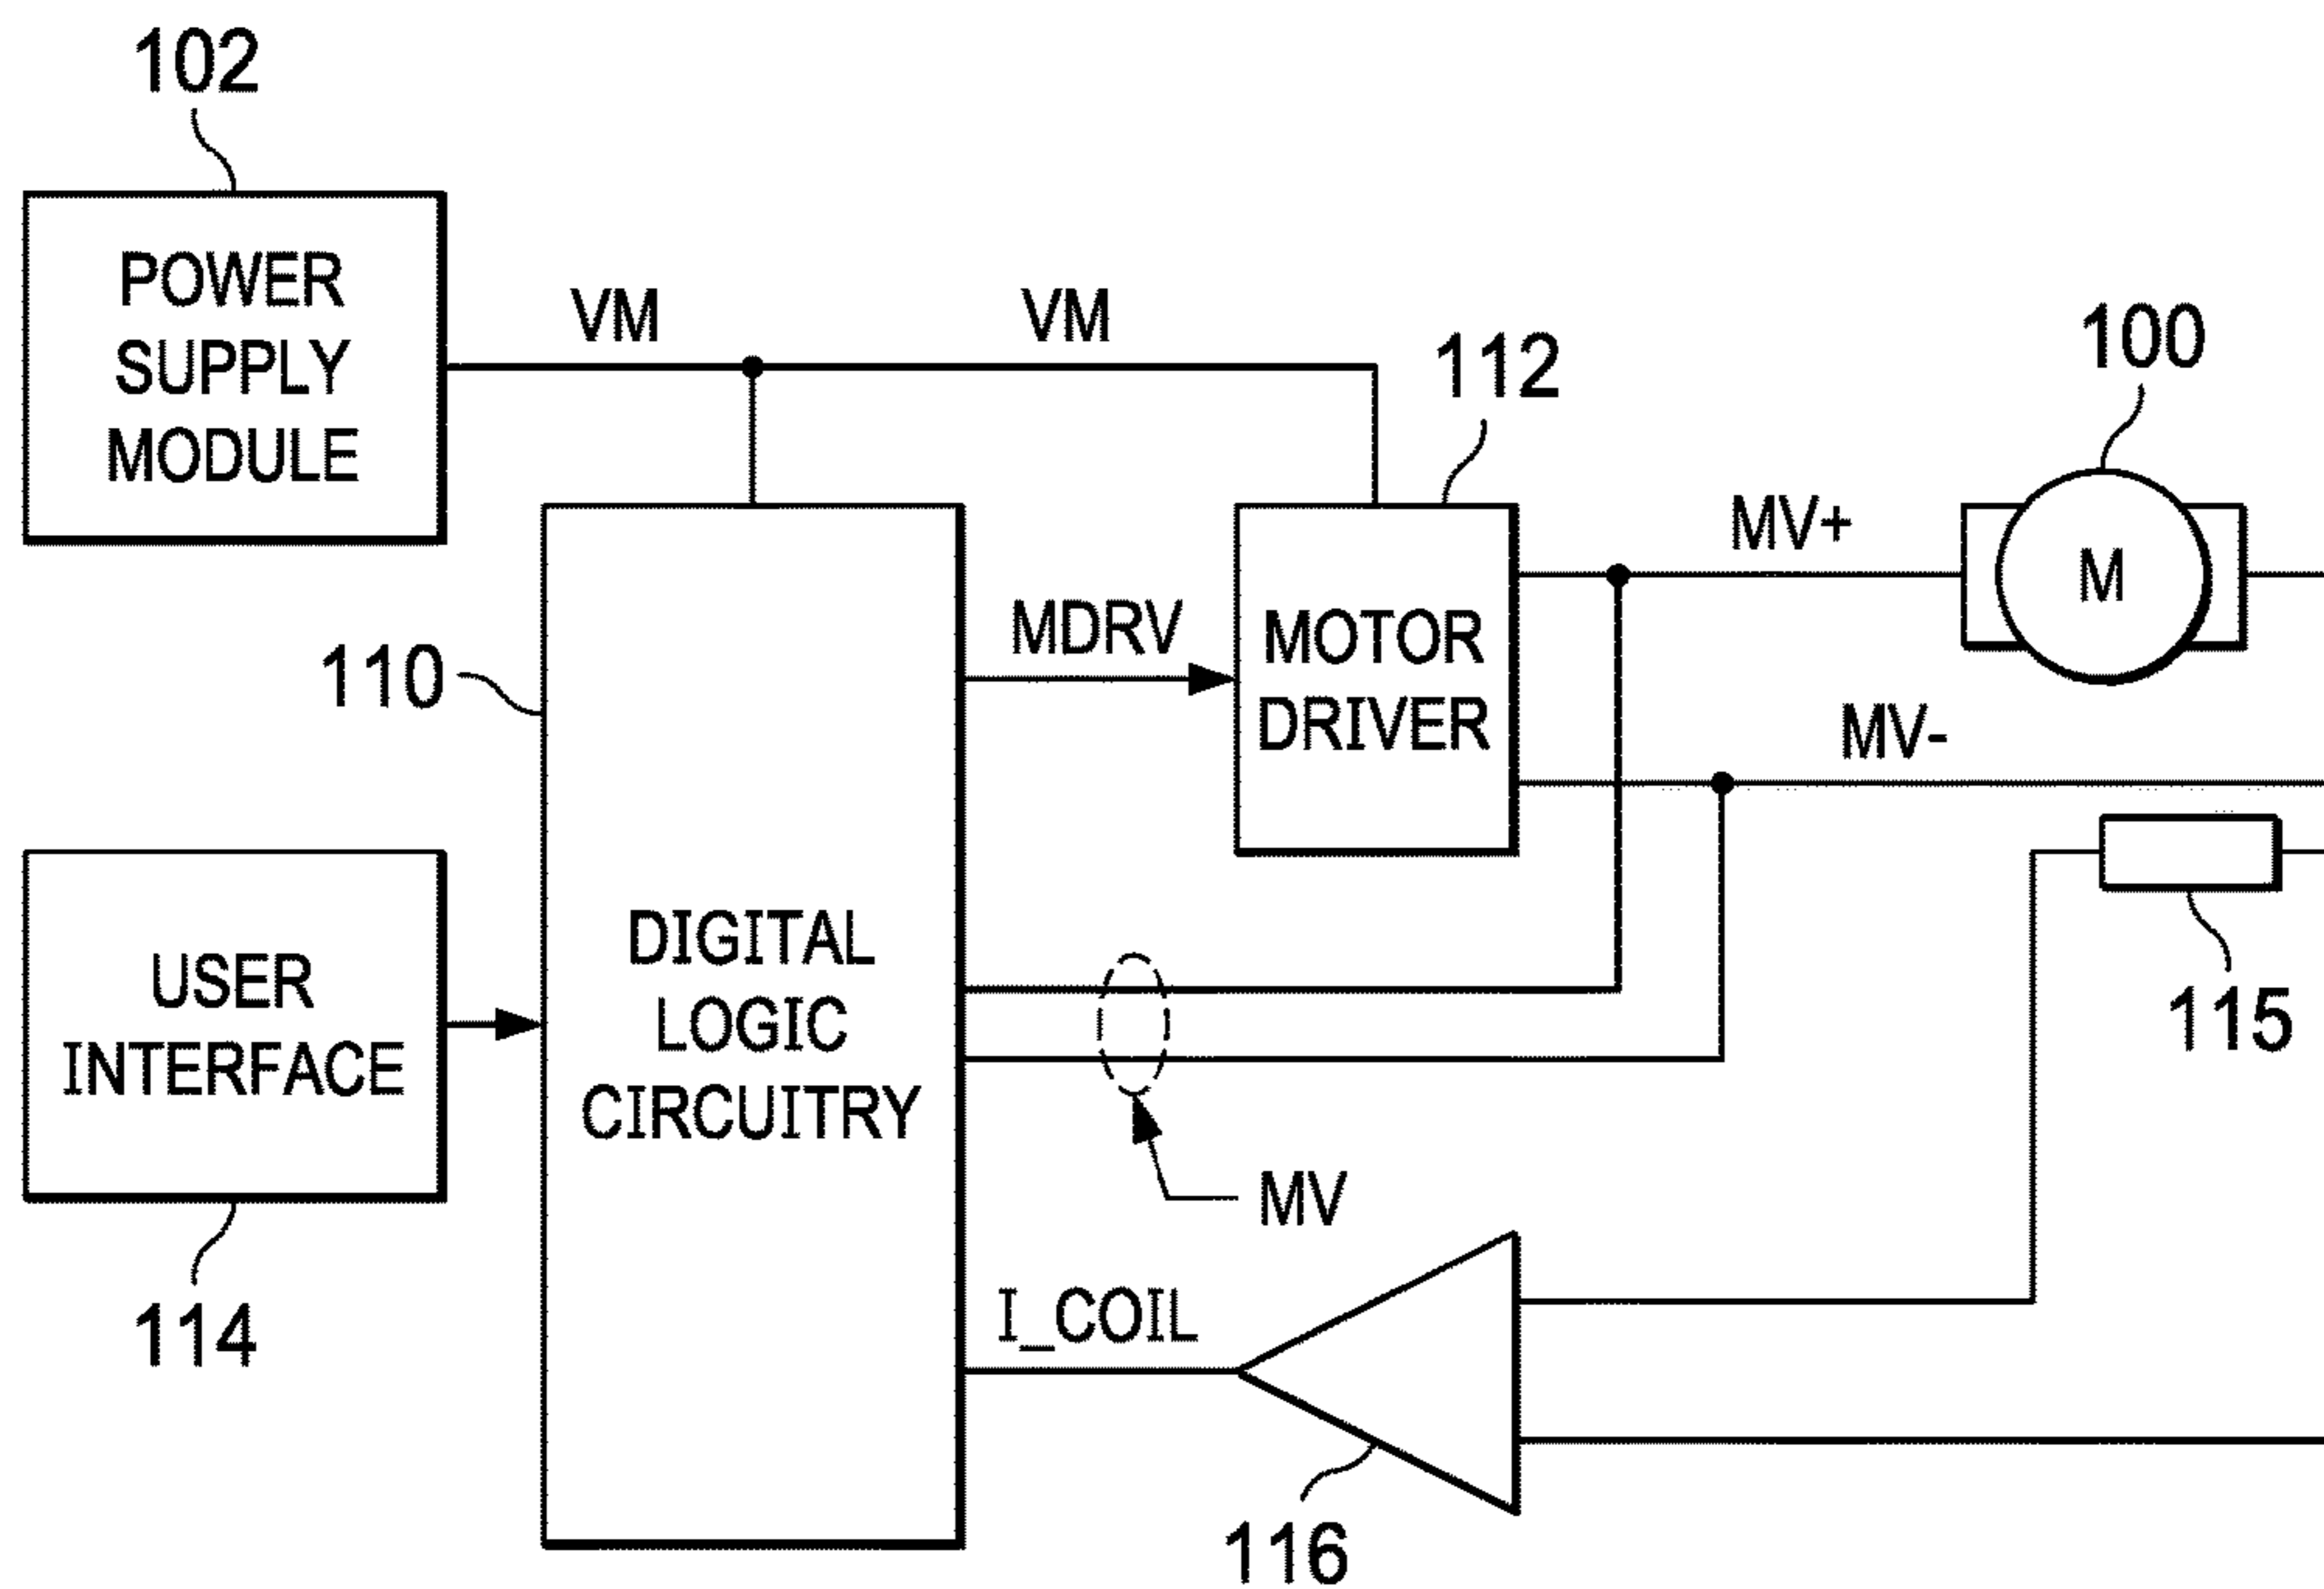 102
POWER
SUPPLY
MODULE
VM
VM
112
100
MV+
M
MDRV
MOTOR
DRIVER
110
MV-
115
USER
INTERFACE
DIGITAL
LOGIC
CIRCUITRY
MV
114
I_COIL
116